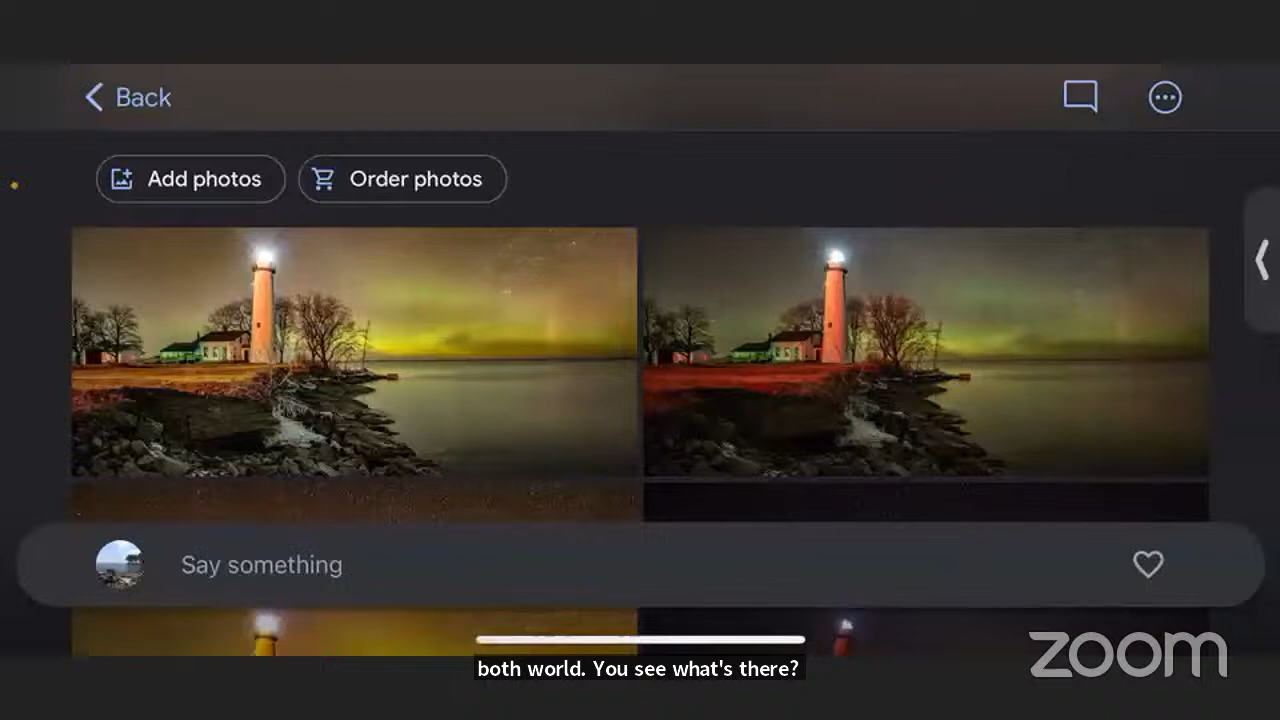 Back
Add photos
Order photos
Say something
both world. You see what's there?
zoom